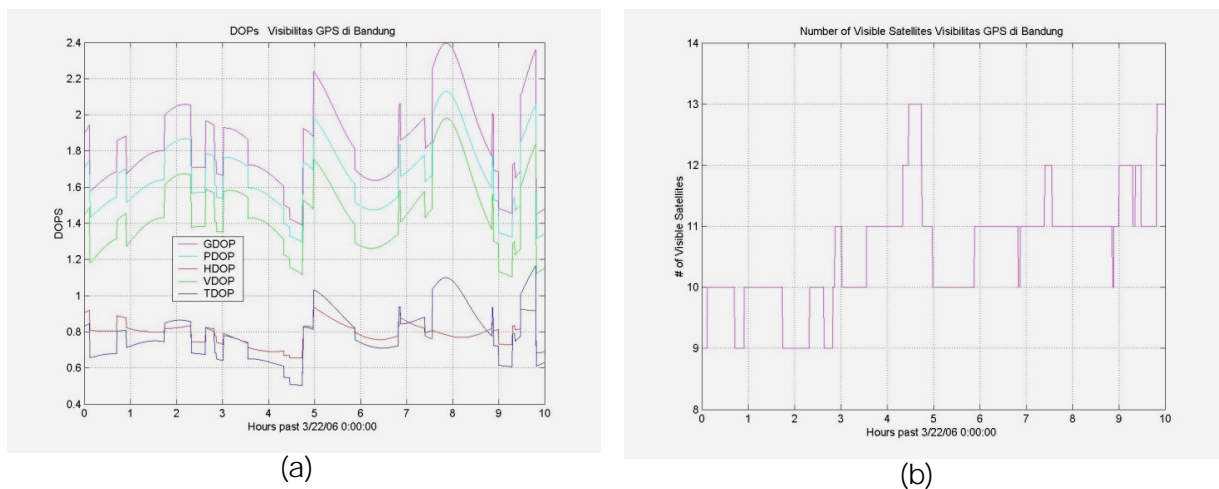 DOPs Visibilitas GPS di Bandung
2.4
2.2
2
1.8
1.6
1.4
1.2
1
0.8
0.6
0.4
DOPS
GDOP
PDOP
HDOP
VDOP
TDOP
0 1 2 3 4 5 6 7 8 9 10
Hours past 3/22/06 0:00:00
(a)
Number of Visible Satellites Visibilitas GPS di Bandung
14
13
12
11
10
9
8
# of Visible Satellites
0 1 2 3 4 5 6 7 8 9 10
Hours past 3/22/06 0:00:00
(b)